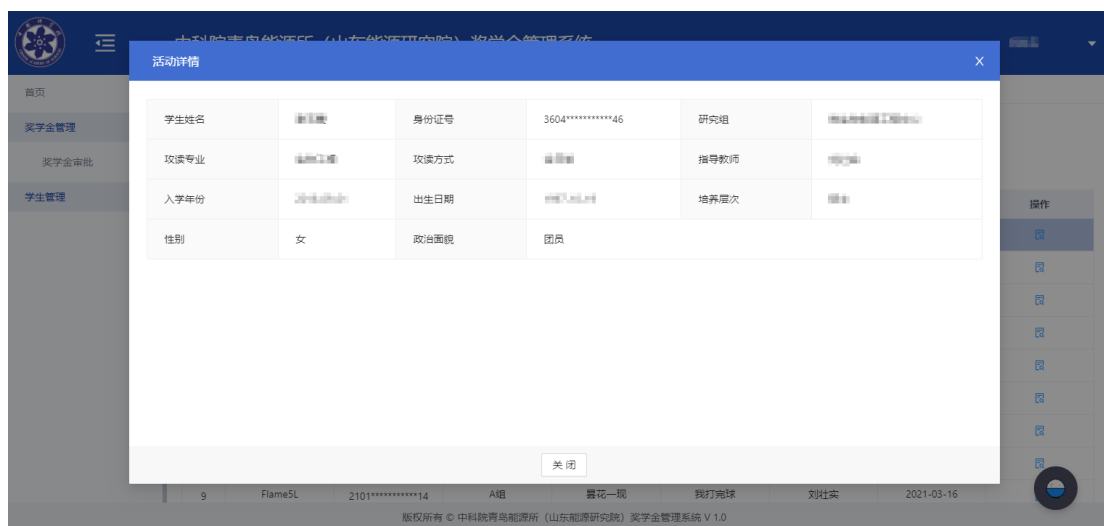 中科院青岛能源所（山东能源研究院）奖学金管理系统
活动详情 X
首页
奖学金管理
奖学金审批
学生管理
学生姓名 身份证号 3604***********46 研究组
攻读专业 攻读方式 指导教师
入学年份 出生日期 培养层次
操作
性别 女 政治面貌 团员
关闭
9 Flame5L 2101***********14 A组 昙花一现 我打完球 刘壮实 2021-03-16
版权所有 © 中科院青岛能源所（山东能源研究院）奖学金管理系统 V 1.0